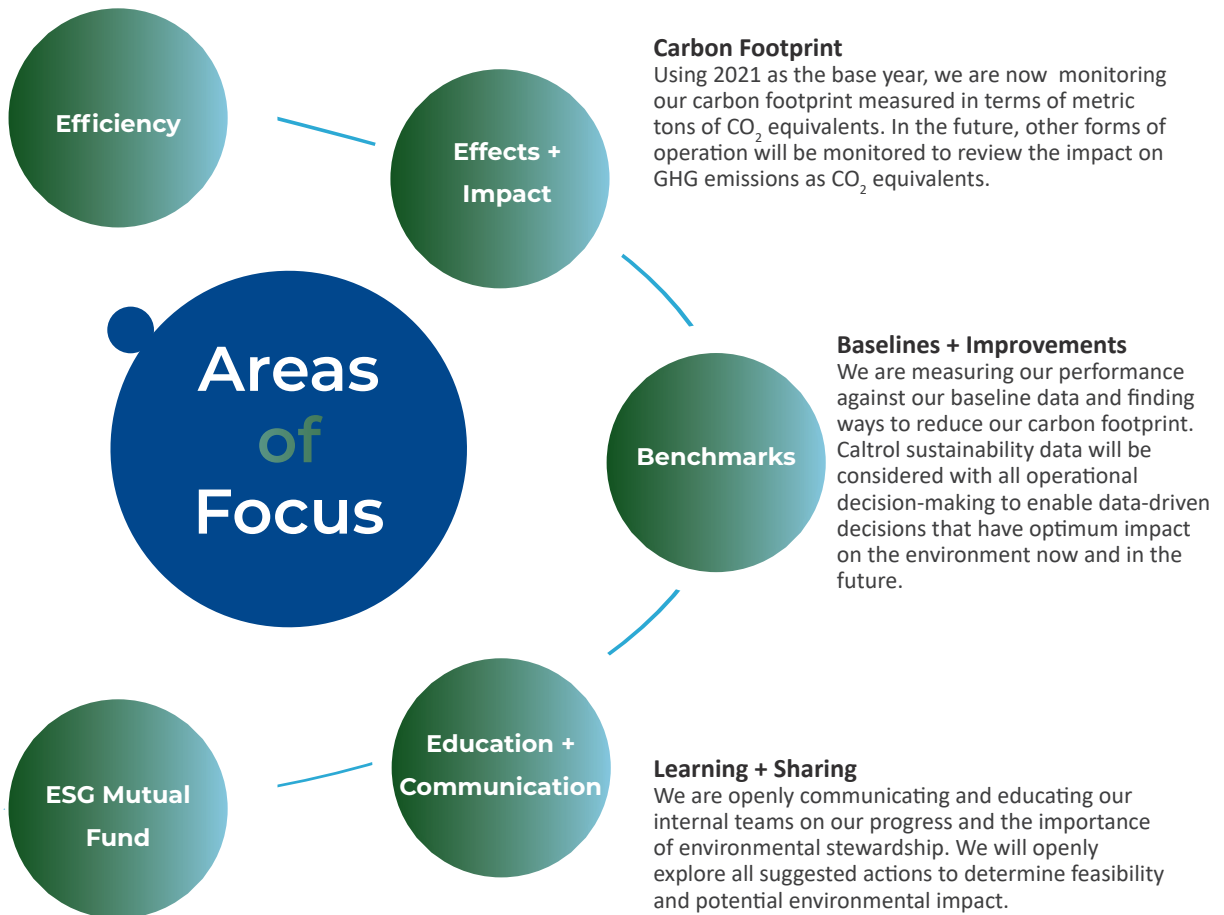 Efficiency
Effects +
Impact
Carbon Footprint
Using 2021 as the base year, we are now monitoring
our carbon footprint measured in terms of metric
tons of CO₂ equivalents. In the future, other forms of
operation will be monitored to review the impact on
GHG emissions as CO₂ equivalents.
Areas
of
Focus
Benchmarks
Baselines + Improvements
We are measuring our performance
against our baseline data and finding
ways to reduce our carbon footprint.
Caltrol sustainability data will be
considered with all operational
decision-making to enable data-driven
decisions that have optimum impact
on the environment now and in the
future.
Education +
Communication
Learning + Sharing
We are openly communicating and educating our
internal teams on our progress and the importance
of environmental stewardship. We will openly
explore all suggested actions to determine feasibility
and potential environmental impact.
ESG Mutual
Fund